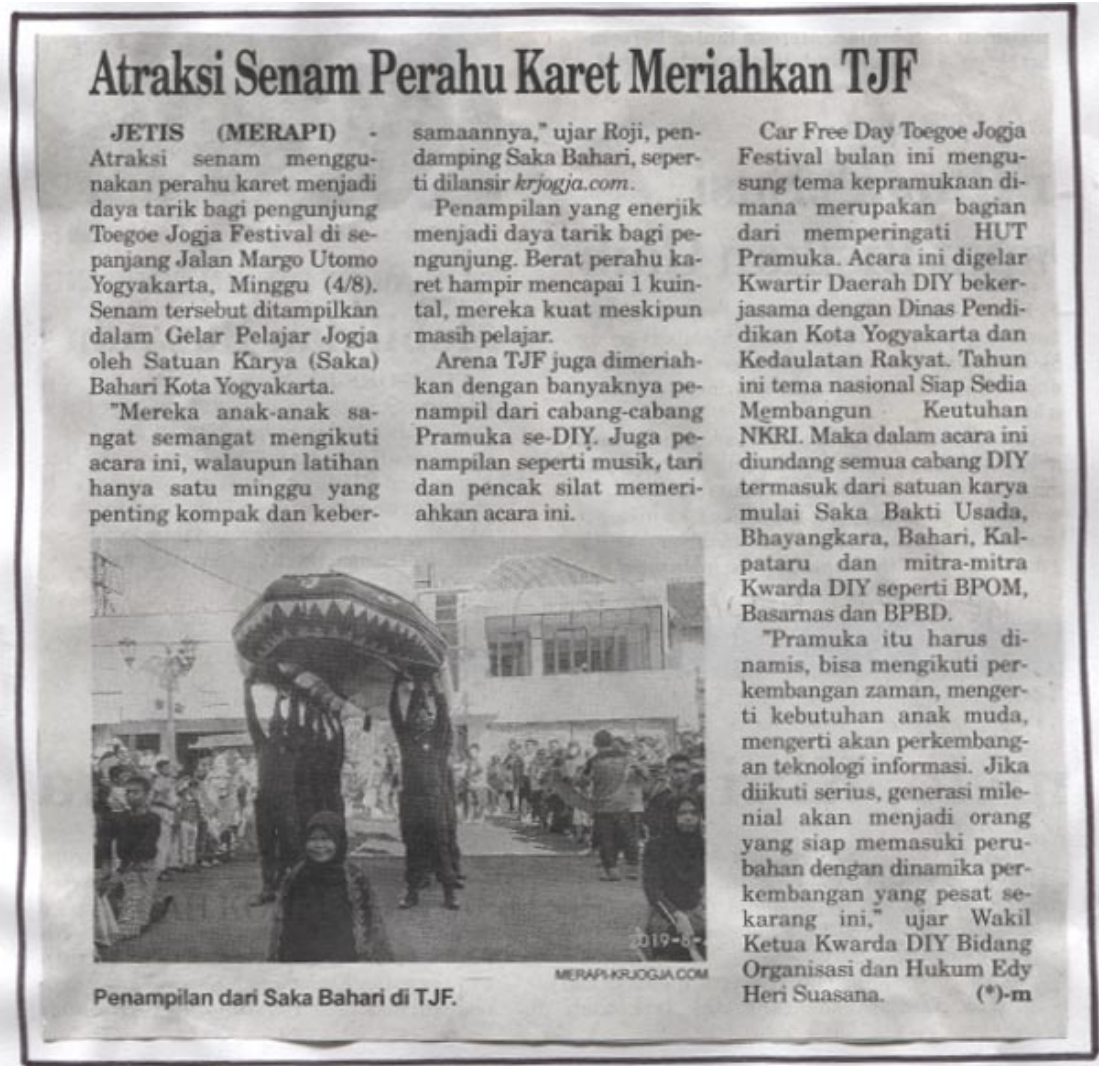 Atraksi Senam Perahu Karet Meriahkan TJF
JETIS (MERAPI) -
Atraksi senam menggu-
nakan perahu karet menjadi
daya tarik bagi pengunjung
Toegoe Jogja Festival di se-
panjang Jalan Margo Utomo
Yogyakarta, Minggu (4/8).
Senam tersebut ditampilkan
dalam Gelar Pelajar Jogja
oleh Satuan Karya (Saka)
Bahari Kota Yogyakarta.
"Mereka anak-anak sa-
ngat semangat mengikuti
acara ini, walaupun latihan
hanya satu minggu yang
penting kompak dan keber-
samaannya," ujar Roji, pen-
damping Saka Bahari, seper-
ti dilansir krjogja.com.
Penampilan yang enerjik
menjadi daya tarik bagi pe-
ngunjung. Berat perahu ka-
ret hampir mencapai 1 kuin-
tal, mereka kuat meskipun
masih pelajar.
Arena TJF juga dimeriah-
kan dengan banyaknya pe-
nampil dari cabang-cabang
Pramuka se-DIY. Juga pe-
nampilan seperti musik, tari
dan pencak silat memeri-
ahkan acara ini.
Car Free Day Toegoe Jogja
Festival bulan ini mengu-
sung tema kepramukaan di-
mana merupakan bagian
dari memperingati HUT
Pramuka. Acara ini digelar
Kwartir Daerah DIY beker-
jasama dengan Dinas Pendi-
dikan Kota Yogyakarta dan
Kedaulatan Rakyat. Tahun
ini tema nasional Siap Sedia
Membangun Keutuhan
NKRI. Maka dalam acara ini
diundang semua cabang DIY
termasuk dari satuan karya
mulai Saka Bakti Usada,
Bhayangkara, Bahari, Kal-
pataru dan mitra-mitra
Kwarda DIY seperti BPOM,
Basarnas dan BPBD.
"Pramuka itu harus di-
namis, bisa mengikuti per-
kembangan zaman, menger-
ti kebutuhan anak muda,
mengerti akan perkembang-
an teknologi informasi. Jika
diikuti serius, generasi mile-
nial akan menjadi orang
yang siap memasuki peru-
bahan dengan dinamika per-
kembangan yang pesat se-
karang ini," ujar Wakil
Ketua Kwarda DIY Bidang
Organisasi dan Hukum Edy
Heri Suasana. (*)-m
2019-8-
MERAPI-KRJOGJA.COM
Penampilan dari Saka Bahari di TJF.